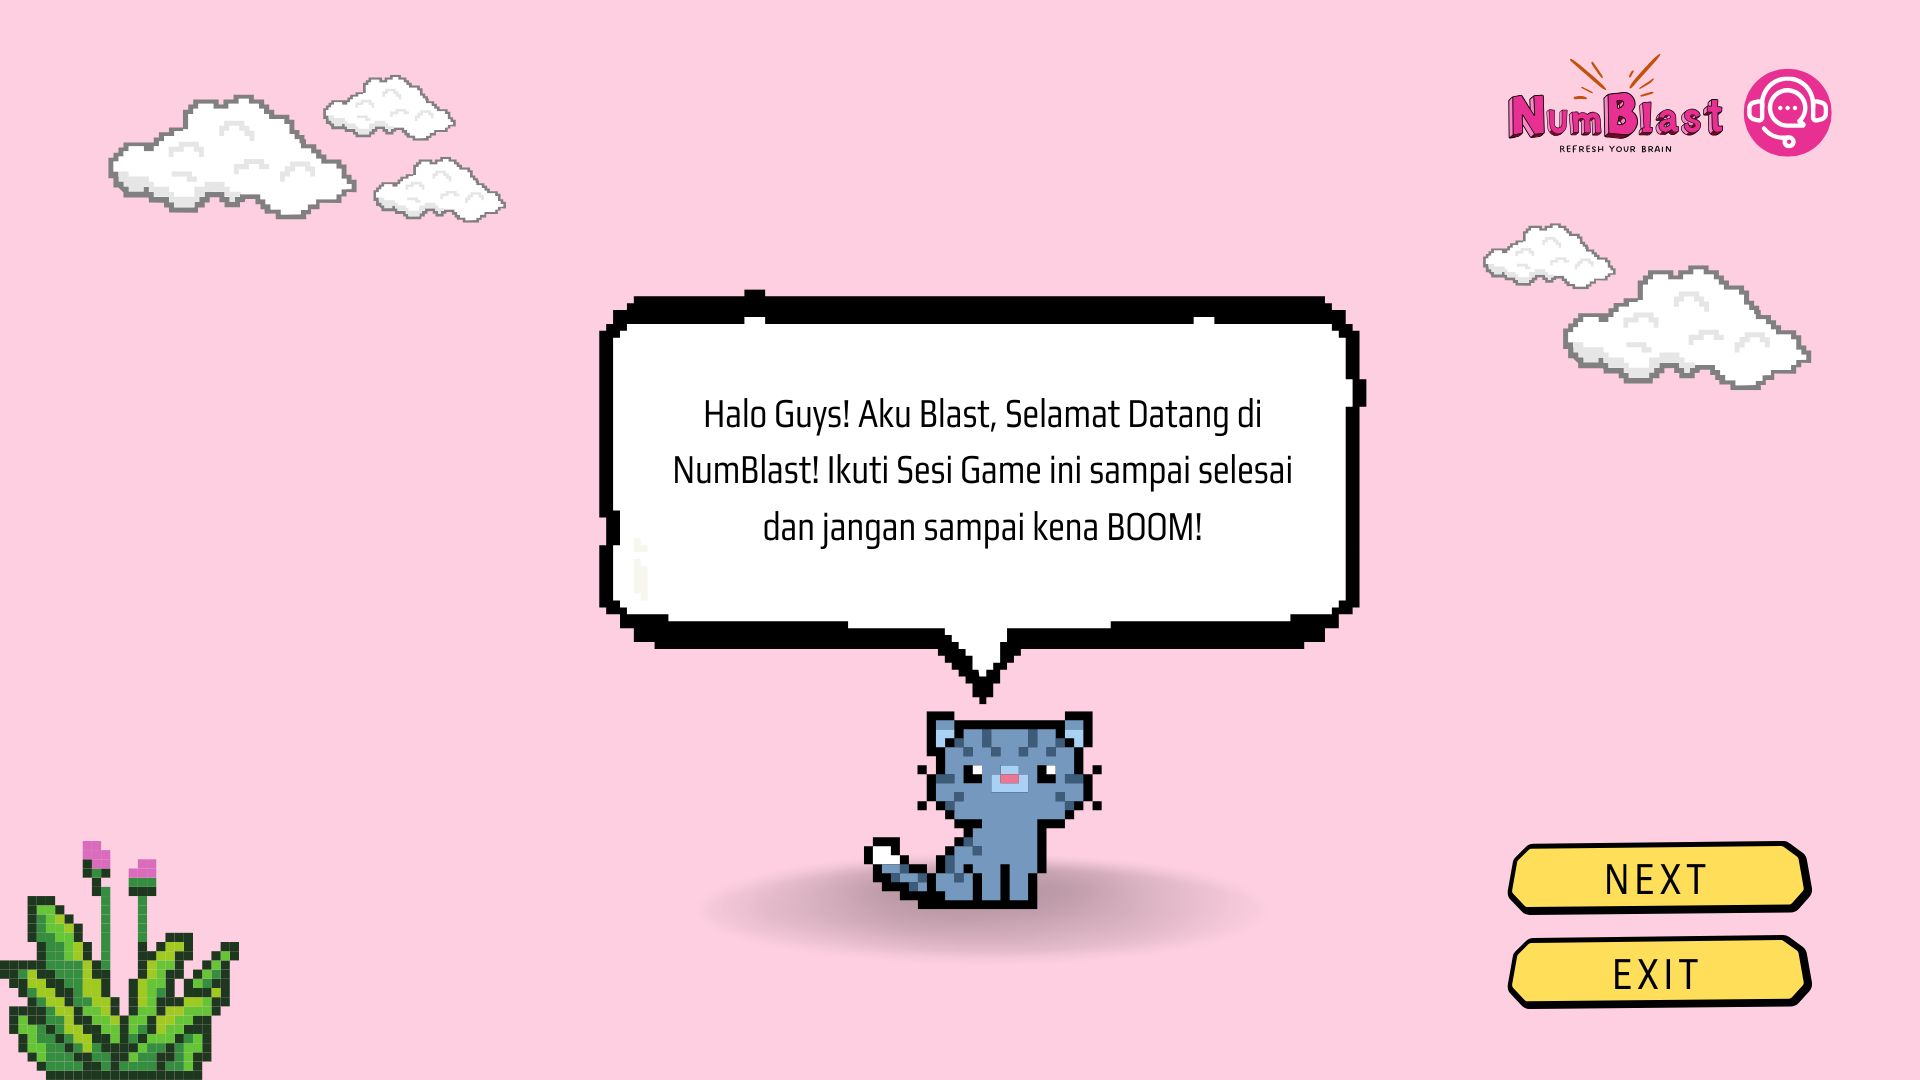 NumBlast
REFRESH YOUR BRAIN
Halo Guys! Aku Blast, Selamat Datang di
NumBlast! Ikuti Sesi Game ini sampai selesai
dan jangan sampai kena BOOM!
NEXT
EXIT